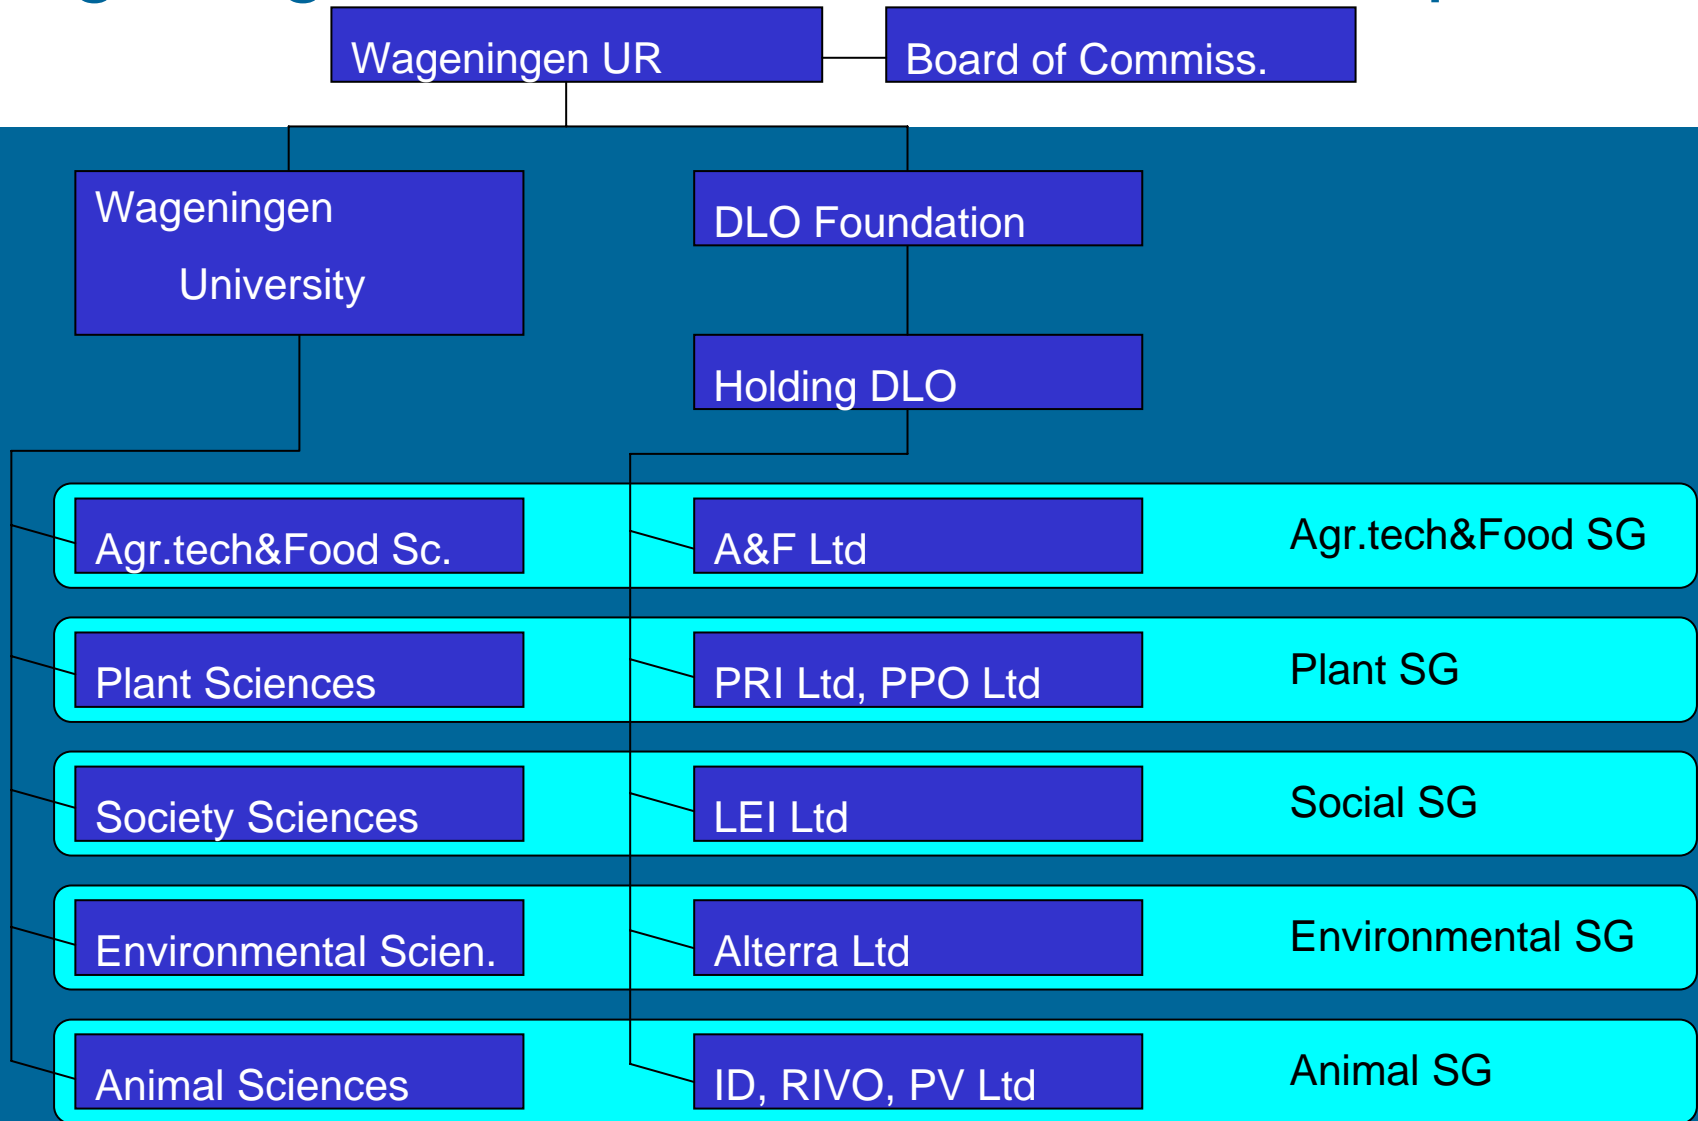 Wageningen UR
Board of Commiss.
Wageningen
University
DLO Foundation
Holding DLO
Agr.tech&Food Sc.
A&F Ltd
Agr.tech&Food SG
Plant Sciences
PRI Ltd, PPO Ltd
Plant SG
Society Sciences
LEI Ltd
Social SG
Environmental Scien.
Alterra Ltd
Environmental SG
Animal Sciences
ID, RIVO, PV Ltd
Animal SG